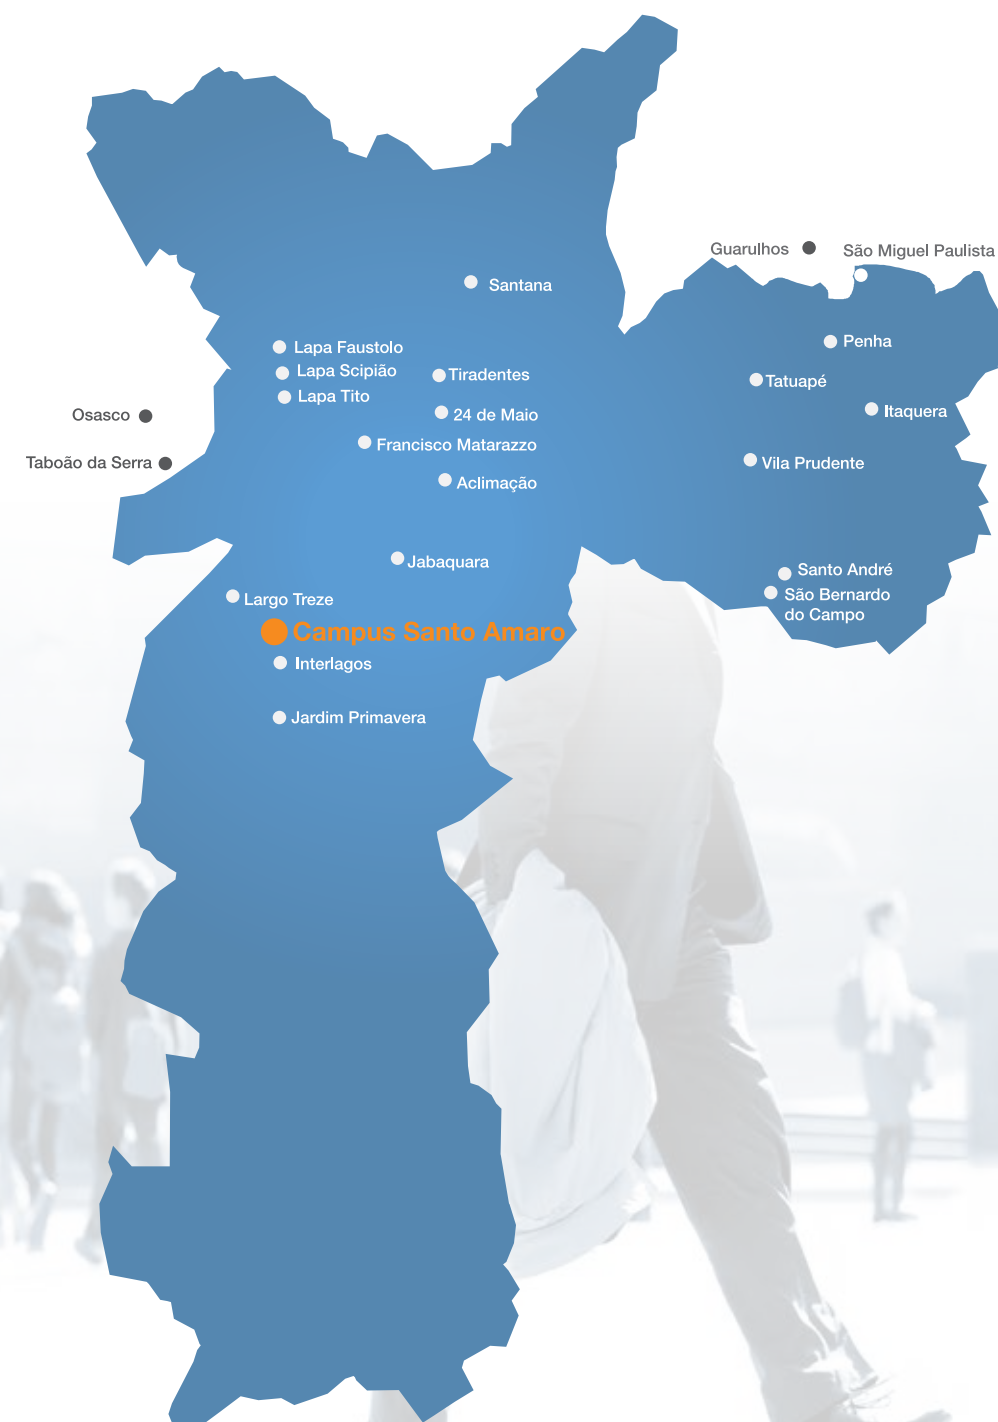 Guarulhos
São Miguel Paulista
Santana
Penha
Lapa Faustolo
Lapa Scipião
Tiradentes
Tatuapé
Lapa Tito
Itaquera
24 de Maio
Osasco
Francisco Matarazzo
Taboão da Serra
Vila Prudente
Aclimação
Jabaquara
Santo André
Largo Treze
São Bernardo
do Campo
Campus Santo Amaro
Interlagos
Jardim Primavera